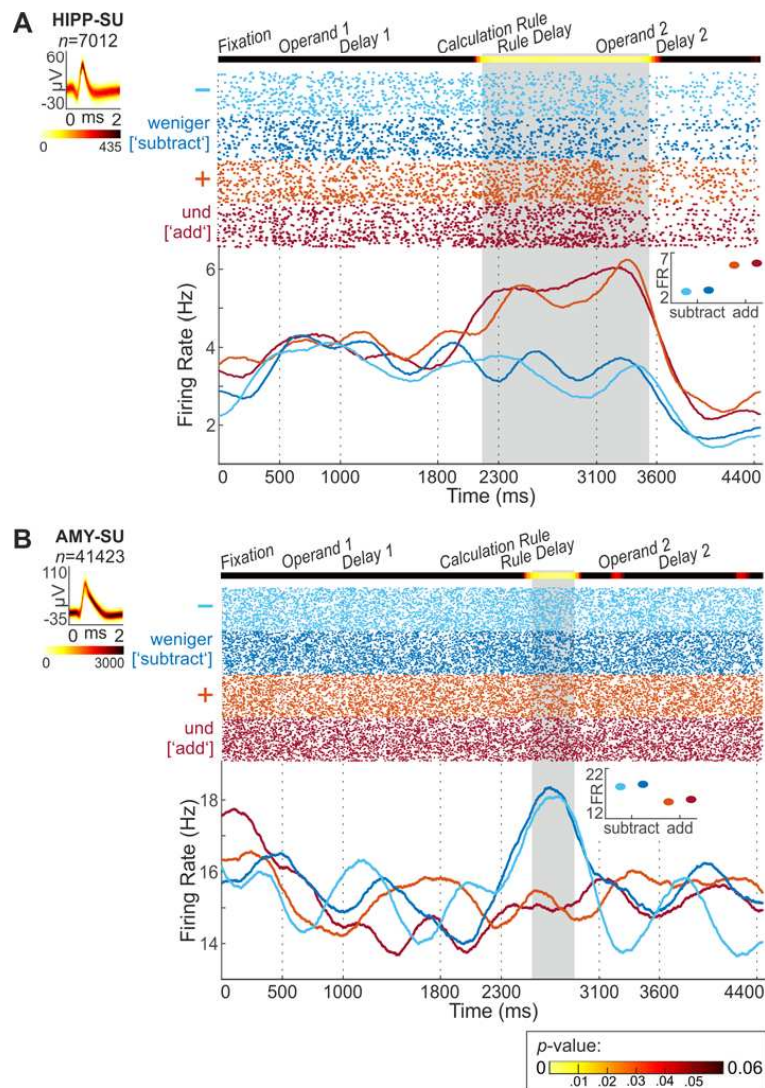 A
HIPP-SU
n=7012
60
µV
-30
0 ms 2
0 435
Fixation Operand 1 Delay 1 Calculation Rule Rule Delay Operand 2 Delay 2
−
weniger
['subtract']
+
und
['add']
7
FR
2
subtract add
6
4
2
Firing Rate (Hz)
0 500 1000 1800 2300 3100 3600 4400
Time (ms)
B
AMY-SU
n=41423
110
µV
-35
0 ms 2
0 3000
Fixation Operand 1 Delay 1 Calculation Rule Rule Delay Operand 2 Delay 2
−
weniger
['subtract']
+
und
['add']
22
FR
12
subtract add
18
16
14
Firing Rate (Hz)
0 500 1000 1800 2300 3100 3600 4400
Time (ms)
p-value:
0 0.06
.01 .02 .03 .04 .05